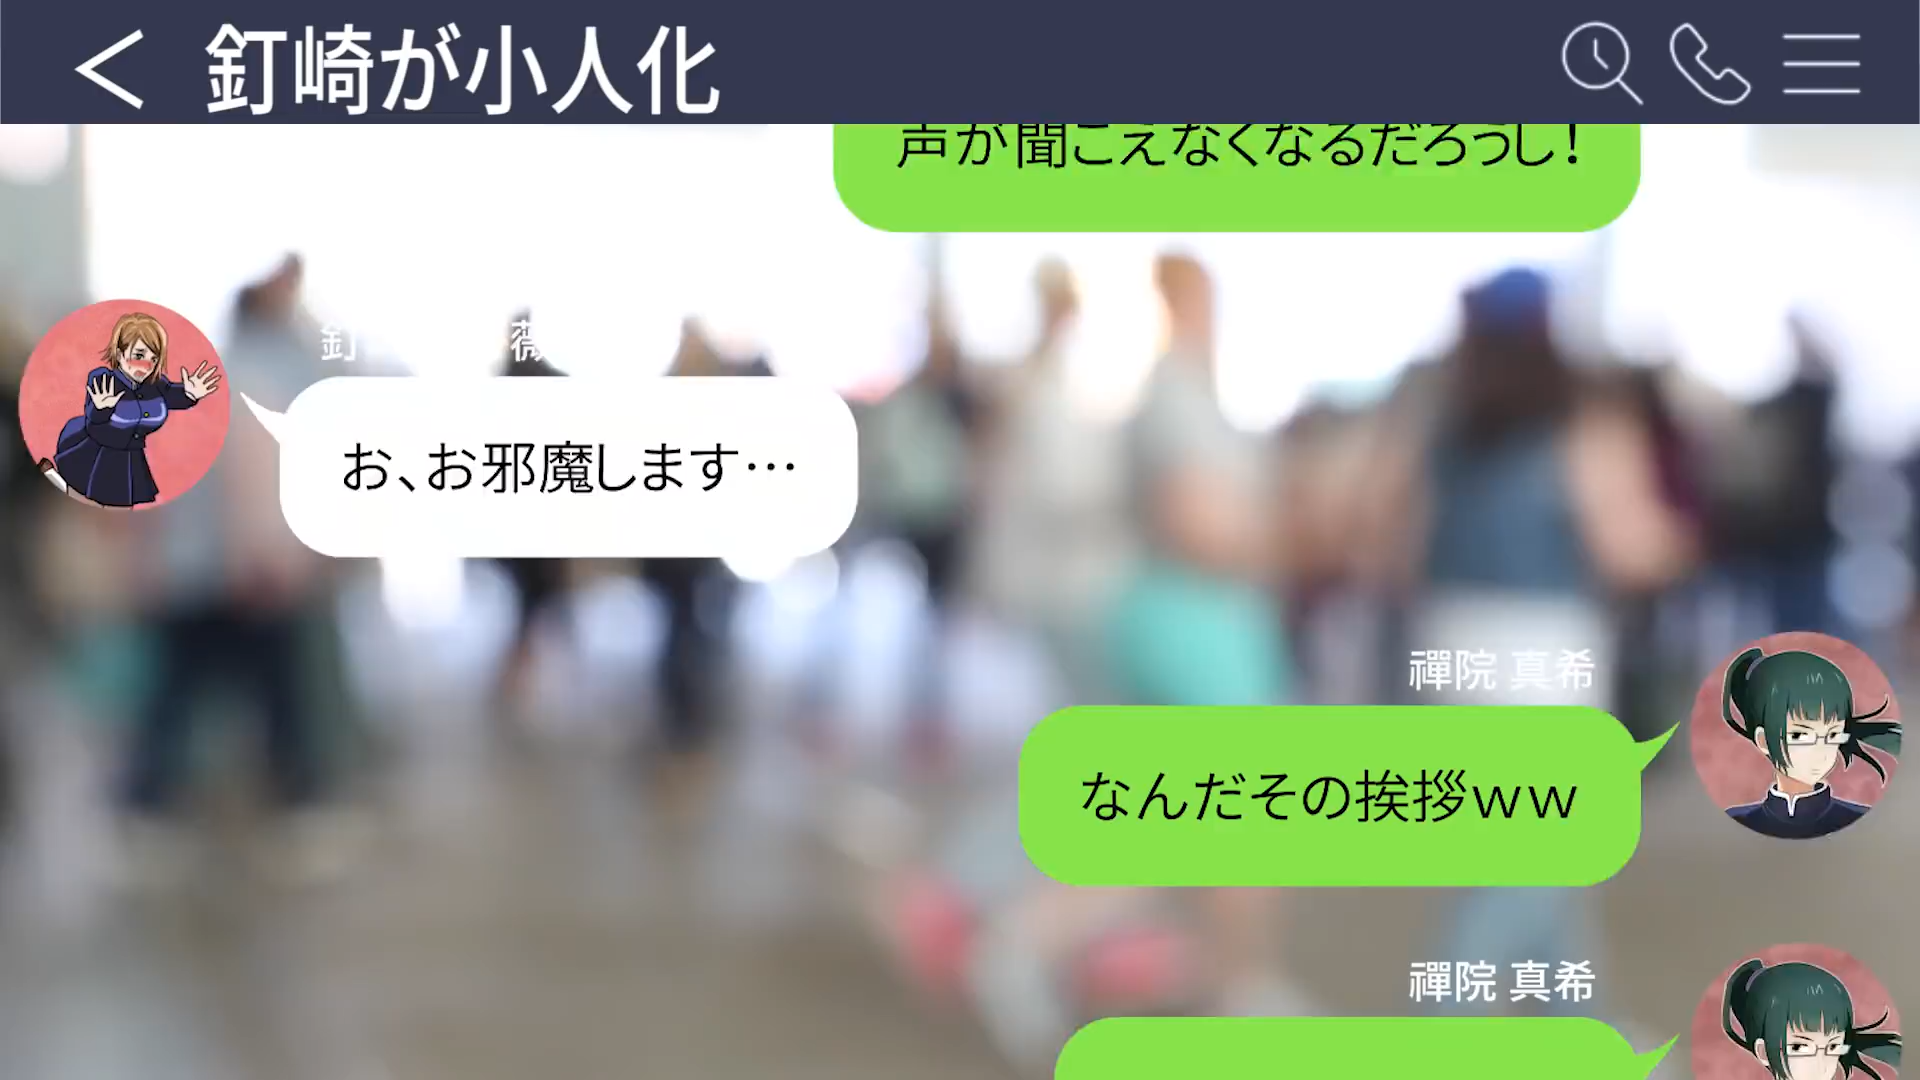 釘崎が小人化
声が聞こえなくなるだろうし!
釘 薇
お、お邪魔します…
禪院 真希
なんだその挨拶ww
禪院 真希